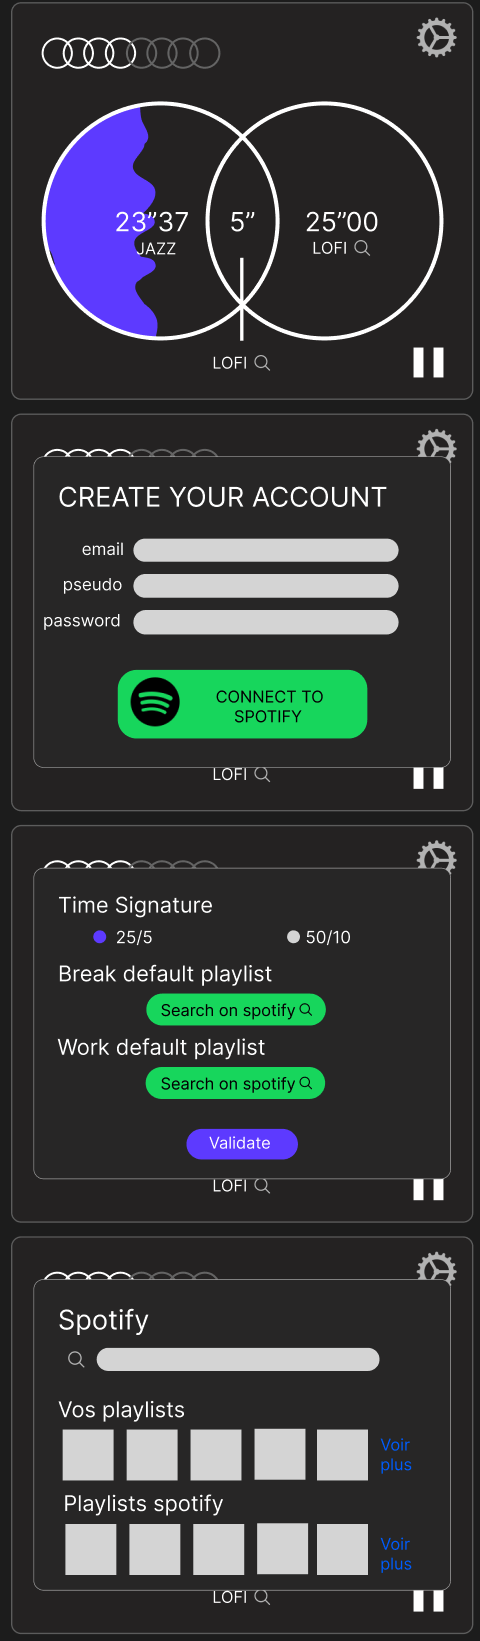 23”37
5”
25”00
JAZZ
LOFI
LOFI
CREATE YOUR ACCOUNT
email
pseudo
password
CONNECT TO
SPOTIFY
LOFI
Time Signature
25/5
50/10
Break default playlist
Search on spotify
Work default playlist
Search on spotify
Validate
LOFI
Spotify
Vos playlists
Voir
plus
Playlists spotify
Voir
plus
LOFI